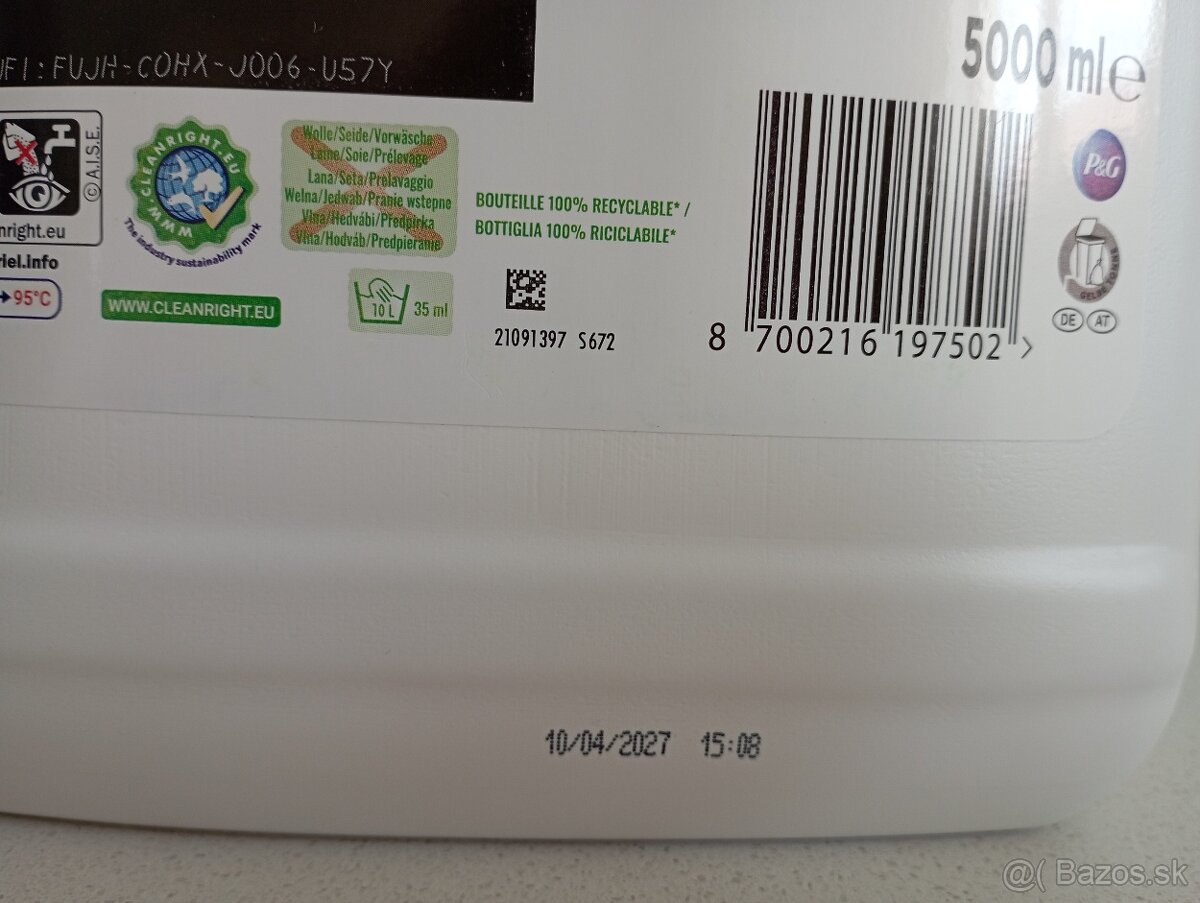 UFI: FUJH-C0HX-J006-U57Y
5000 ml e
© A.I.S.E.
nright.eu
WWW.CLEANRIGHT.EU
The industry sustainability mark
Wolle/Seide/Vorwäsche
Laine/Soie/Prélavage
Lana/Seta/Prelavaggio
Wełna/Jedwab/Pranie wstępne
Vlna/Hedvábí/Předpírka
Vlna/Hodváb/Predpieranie
BOUTEILLE 100% RECYCLABLE* /
BOTTIGLIA 100% RICICLABILE*
P&G
riel.info
95°C
WWW.CLEANRIGHT.EU
10 L
35 ml
21091397 S672
8 700216 197502 >
GELBE TONNE
DE AT
10/04/2027 15:08
@( Bazos.sk